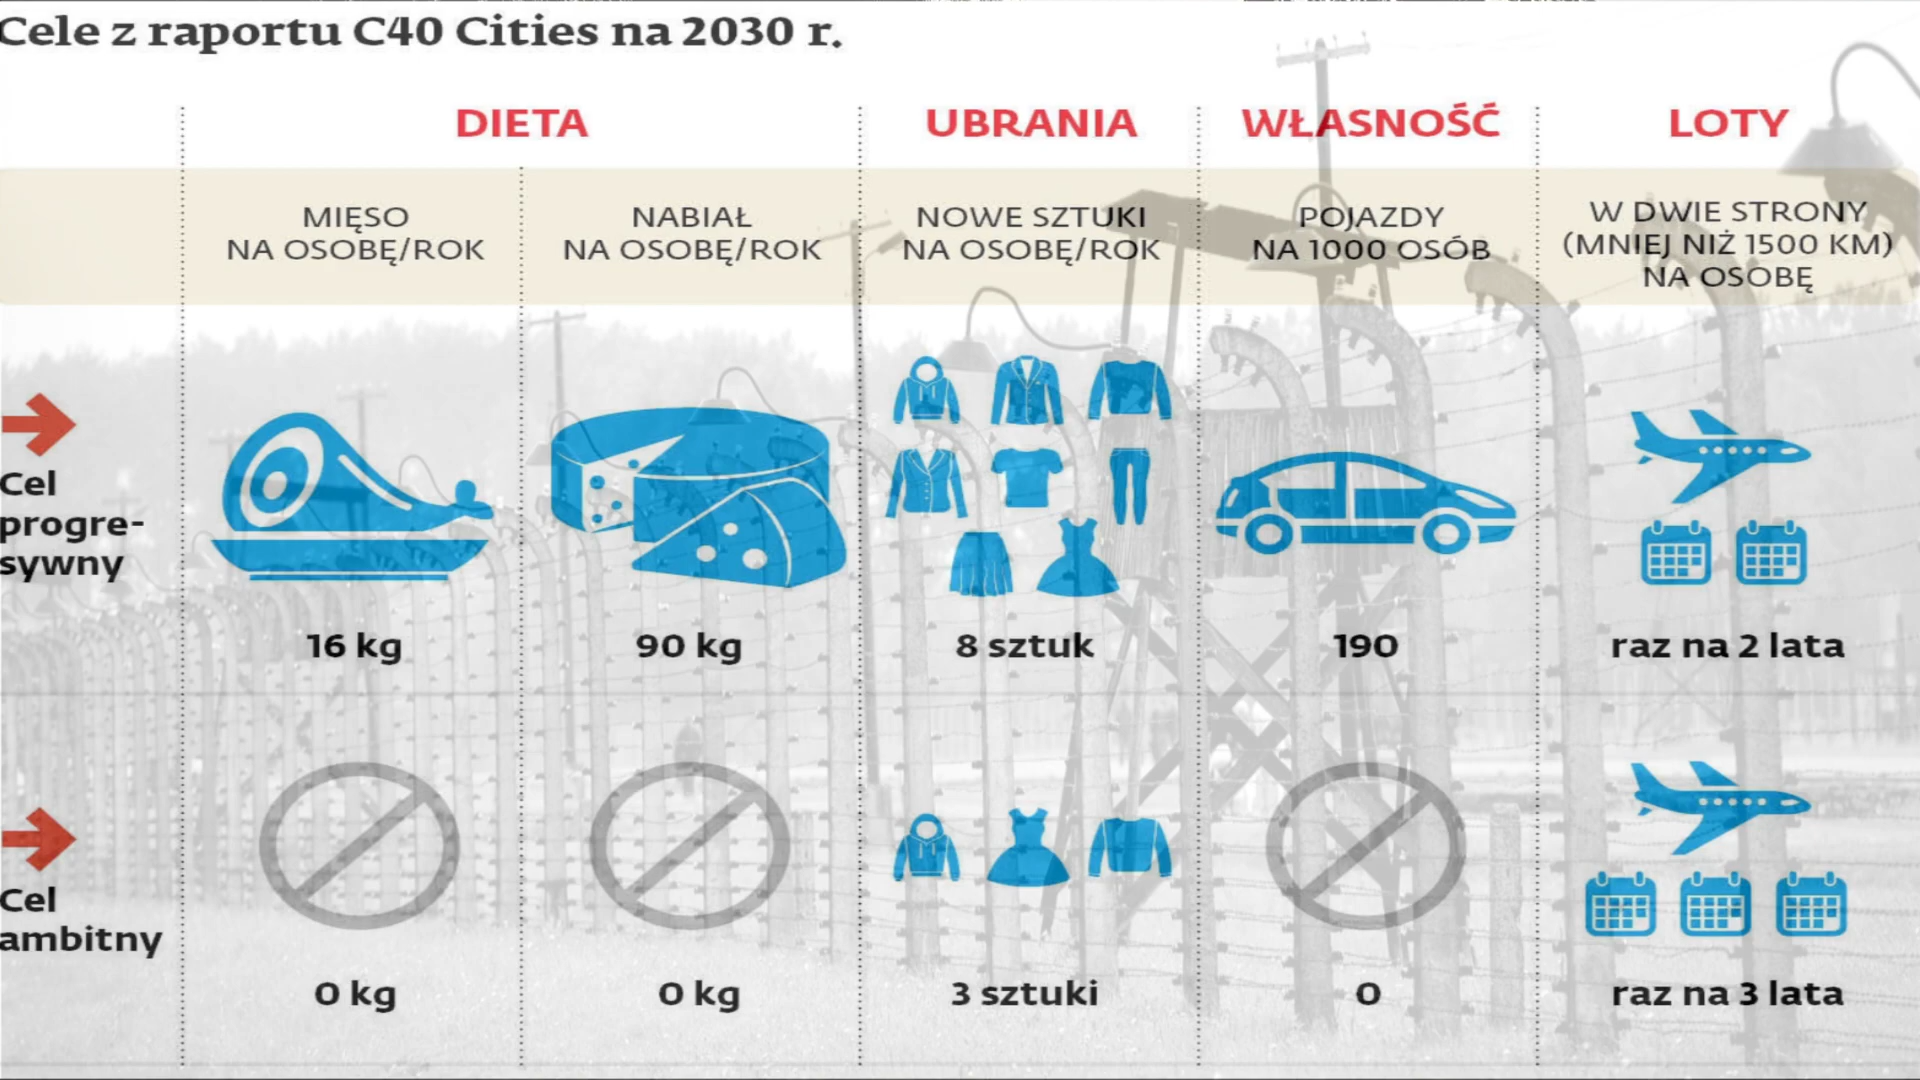 Cele z raportu C40 Cities na 2030 r.
DIETA
UBRANIA
WŁASNOŚĆ
LOTY
MIĘSO
NA OSOBĘ/ROK
NABIAŁ
NA OSOBĘ/ROK
NOWE SZTUKI
NA OSOBĘ/ROK
POJAZDY
NA 1000 OSÓB
W DWIE STRONY
(MNIEJ NIŻ 1500 KM)
NA OSOBĘ
Cel
progre-
sywny
16 kg
90 kg
8 sztuk
190
raz na 2 lata
Cel
ambitny
0 kg
0 kg
3 sztuki
0
raz na 3 lata